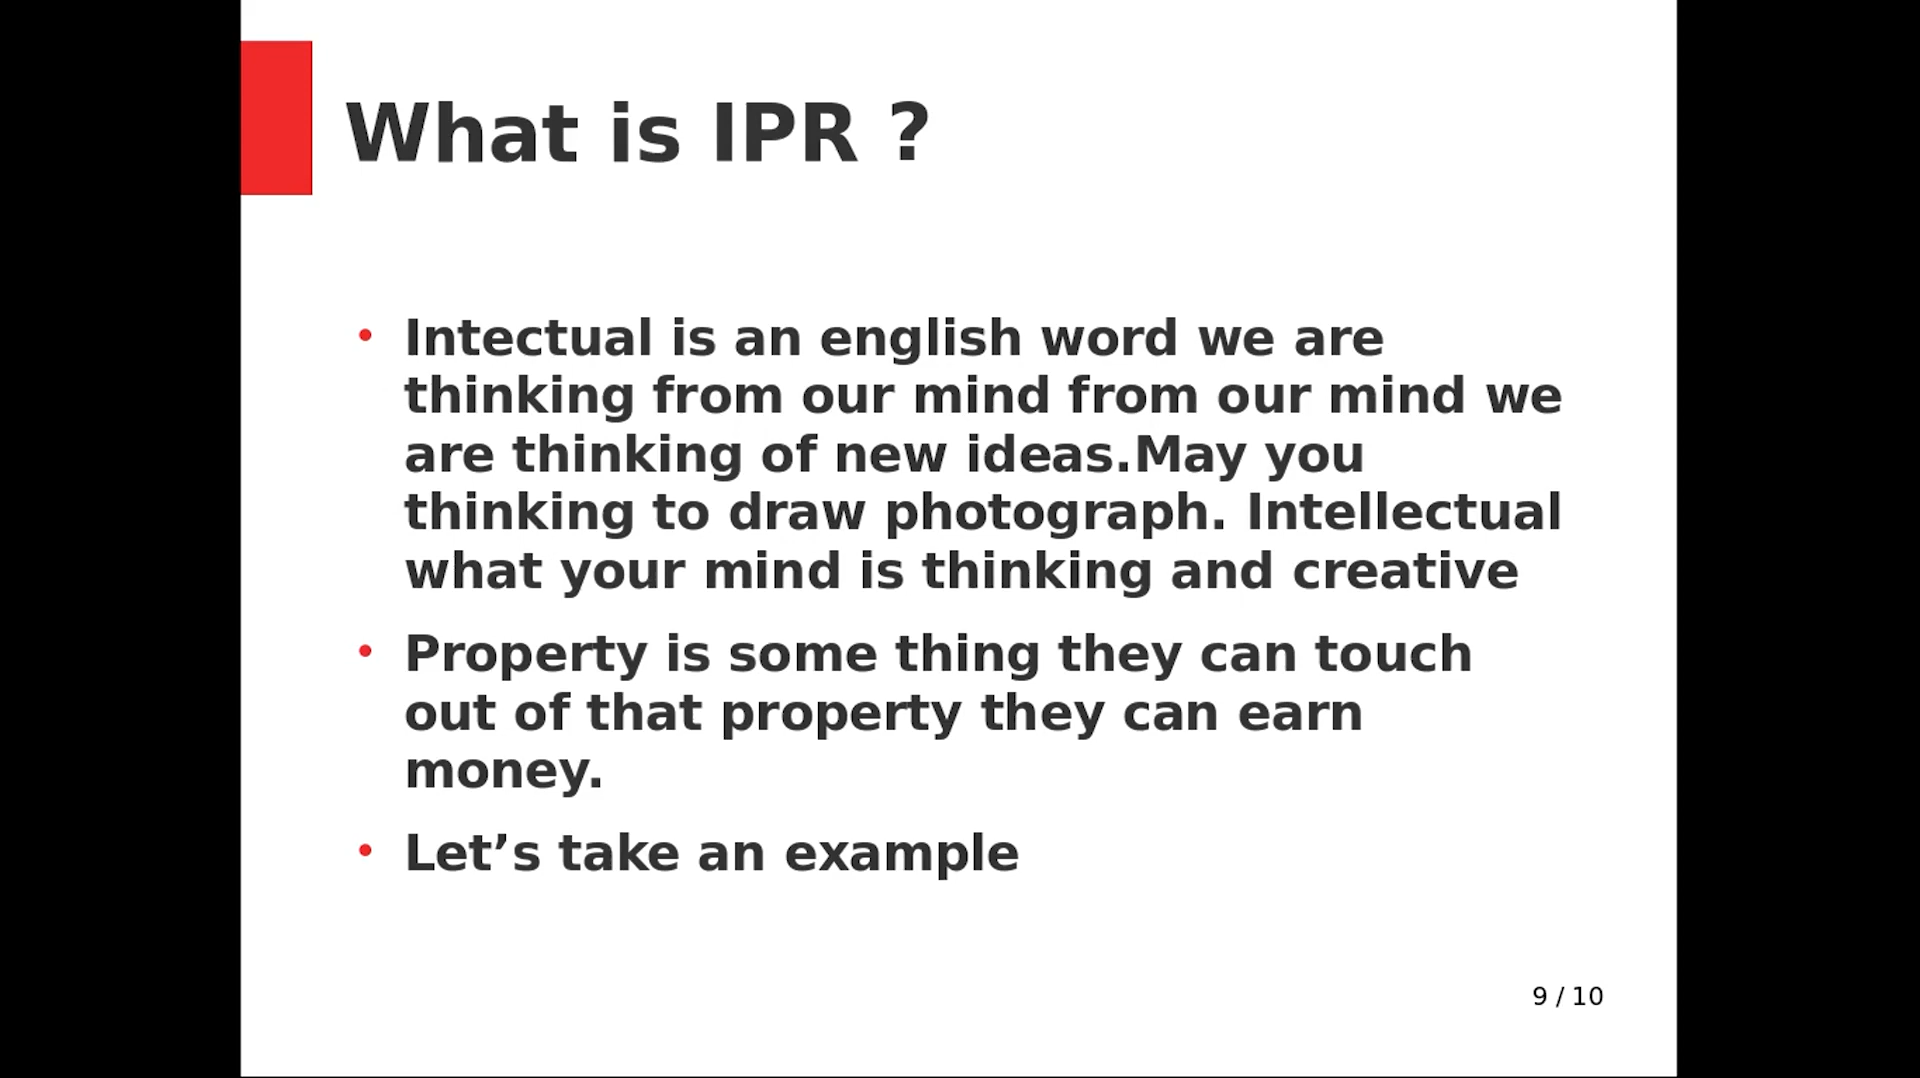 What is IPR ?
• Intectual is an english word we are
thinking from our mind from our mind we
are thinking of new ideas.May you
thinking to draw photograph. Intellectual
what your mind is thinking and creative
• Property is some thing they can touch
out of that property they can earn
money.
• Let’s take an example
9 / 10